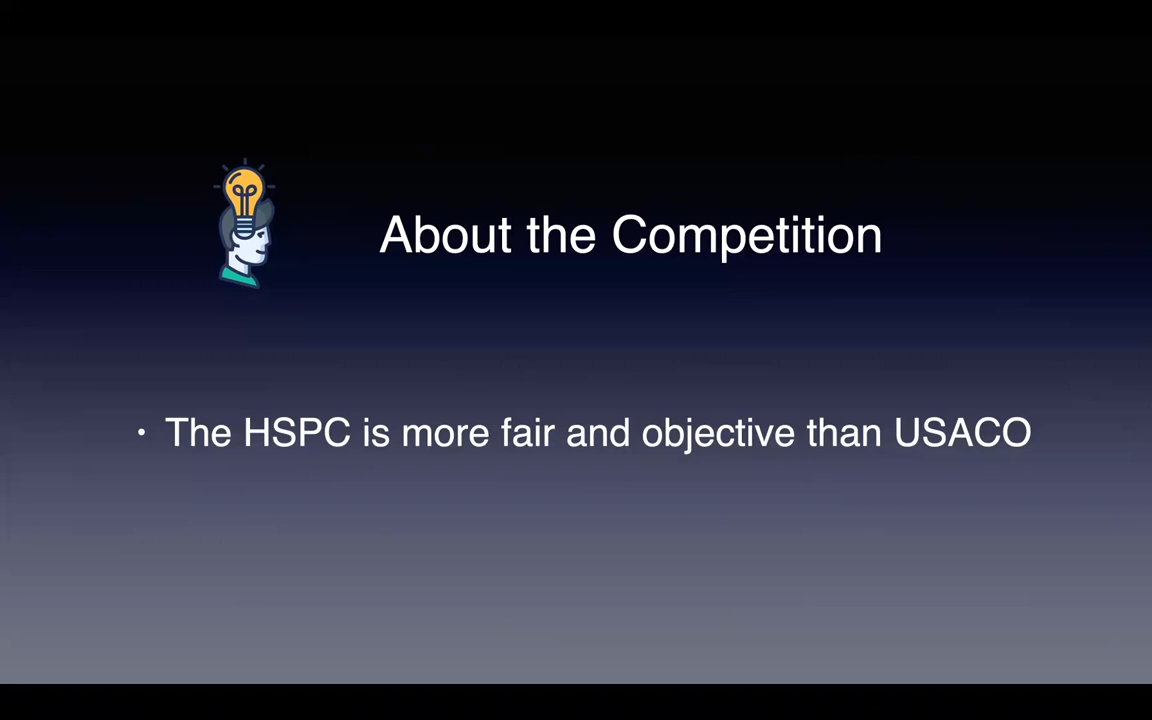 About the Competition
• The HSPC is more fair and objective than USACO